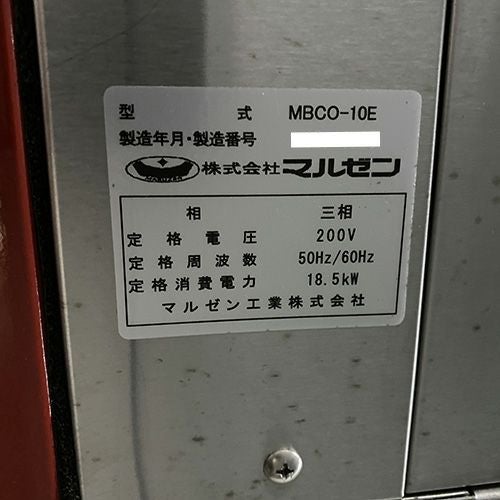 型式 MBCO-10E
製造年月・製造番号
MARUZEN 株式会社マルゼン
相 三相
定格電圧 200V
定格周波数 50Hz/60Hz
定格消費電力 18.5kW
マルゼン工業株式会社